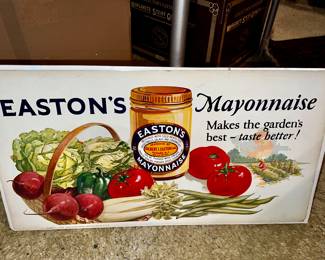 EASTON'S Mayonnaise
Makes the garden's
best - taste better!
EASTON'S
MAYONNAISE